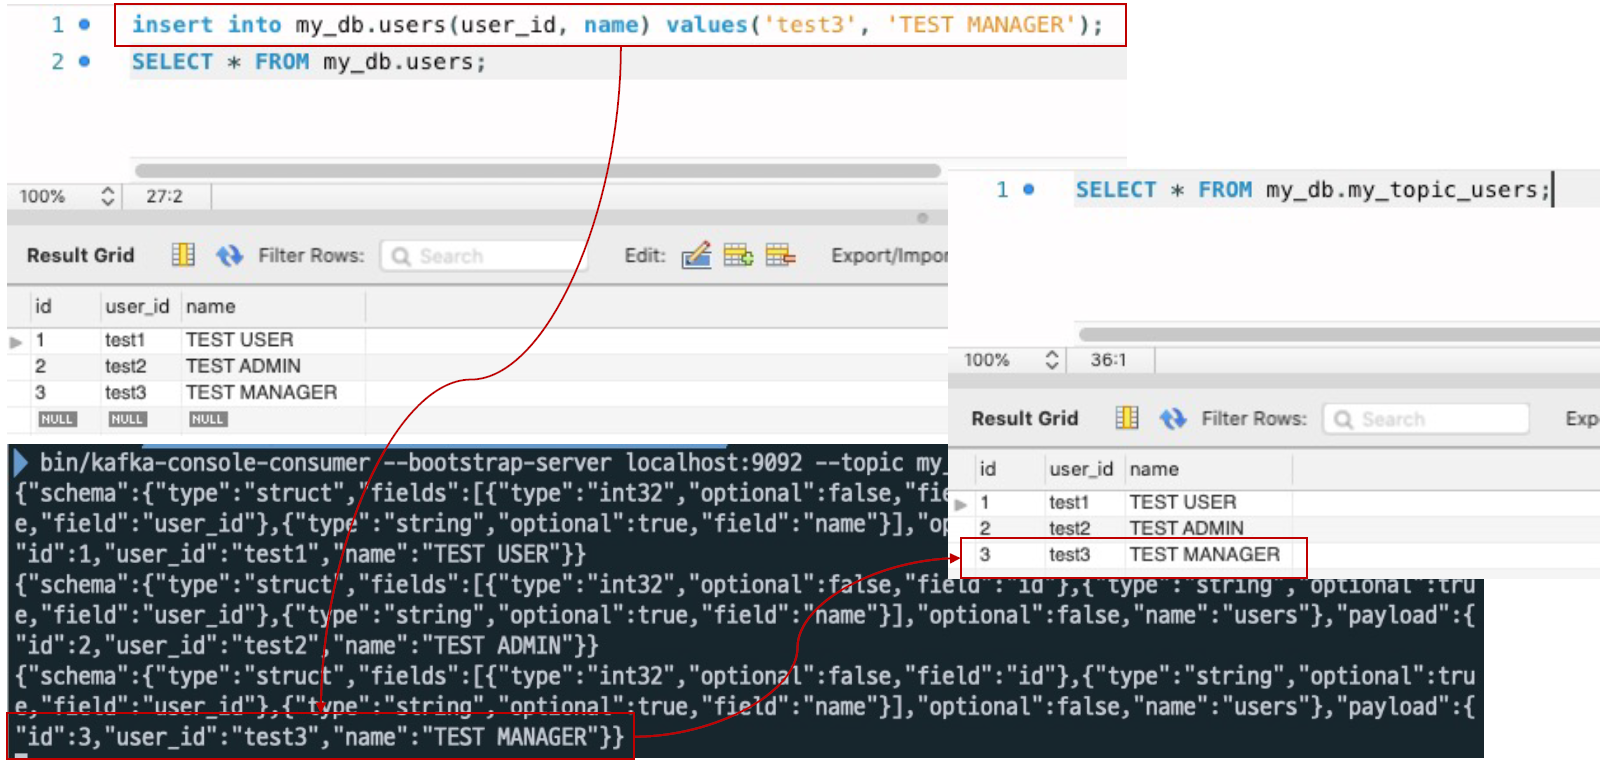 1 insert into my_db.users(user_id, name) values('test3', 'TEST MANAGER');
2 SELECT * FROM my_db.users;
100% 27:2
Result Grid Filter Rows: Search Edit: Export/Impor
id user_id name
1 test1 TEST USER
2 test2 TEST ADMIN
3 test3 TEST MANAGER
NULL NULL NULL
1 SELECT * FROM my_db.my_topic_users;
100% 36:1
Result Grid Filter Rows: Search Exp
id user_id name
1 test1 TEST USER
2 test2 TEST ADMIN
3 test3 TEST MANAGER
bin/kafka-console-consumer --bootstrap-server localhost:9092 --topic my_
{"schema":{"type":"struct","fields":[{"type":"int32","optional":false,"fie
e,"field":"user_id"},{"type":"string","optional":true,"field":"name"}],"op
"id":1,"user_id":"test1","name":"TEST USER"}}
{"schema":{"type":"struct","fields":[{"type":"int32","optional":false,"field":"id"},{"type":"string","optional":tru
e,"field":"user_id"},{"type":"string","optional":true,"field":"name"}],"optional":false,"name":"users"},"payload":{
"id":2,"user_id":"test2","name":"TEST ADMIN"}}
{"schema":{"type":"struct","fields":[{"type":"int32","optional":false,"field":"id"},{"type":"string","optional":tru
e,"field":"user_id"},{"type":"string","optional":true,"field":"name"}],"optional":false,"name":"users"},"payload":{
"id":3,"user_id":"test3","name":"TEST MANAGER"}}